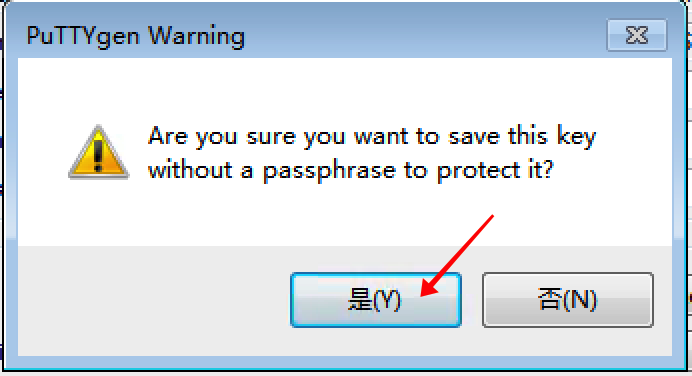 PuTTYgen Warning
Are you sure you want to save this key
without a passphrase to protect it?
是(Y)
否(N)